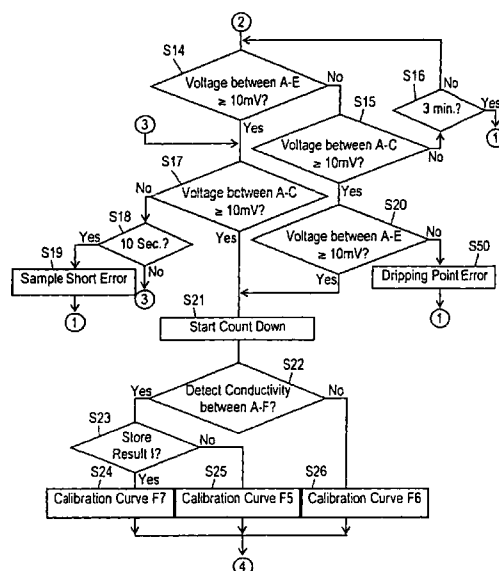 2
S14
Voltage between A-E
≥ 10mV?
No
S16
No
3 min.?
Yes
1
S15
3
Yes
Voltage between A-C
≥ 10mV?
No
S17
Voltage between A-C
≥ 10mV?
No
Yes
S20
S18
Yes
10 Sec.?
Yes
Voltage between A-E
≥ 10mV?
No
S50
S19
Sample Short Error
No
3
Yes
Dripping Point Error
1
1
S21
Start Count Down
S22
Yes
Detect Conductivity
between A-F?
No
S23
Store
Result I?
No
S24
Yes
S25
S26
Calibration Curve F7
Calibration Curve F5
Calibration Curve F6
4